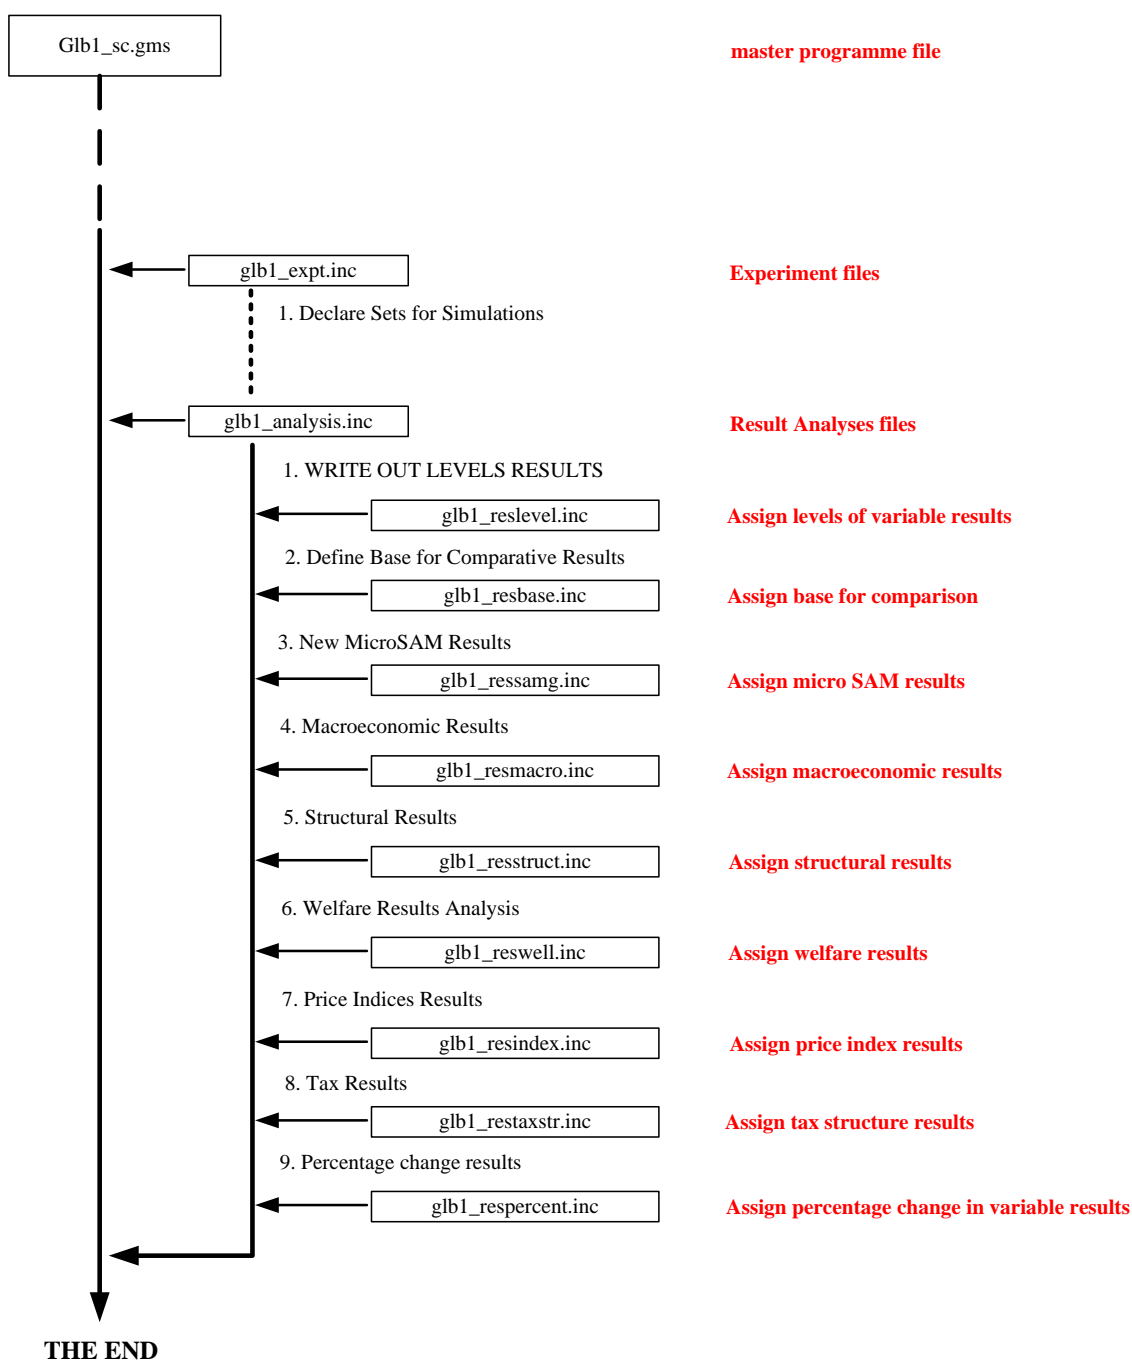 Glb1_sc.gms
master programme file
glb1_expt.inc
Experiment files
1. Declare Sets for Simulations
glb1_analysis.inc
Result Analyses files
1. WRITE OUT LEVELS RESULTS
glb1_reslevel.inc
Assign levels of variable results
2. Define Base for Comparative Results
glb1_resbase.inc
Assign base for comparison
3. New MicroSAM Results
glb1_ressamg.inc
Assign micro SAM results
4. Macroeconomic Results
glb1_resmacro.inc
Assign macroeconomic results
5. Structural Results
glb1_resstruct.inc
Assign structural results
6. Welfare Results Analysis
glb1_reswell.inc
Assign welfare results
7. Price Indices Results
glb1_resindex.inc
Assign price index results
8. Tax Results
glb1_restaxstr.inc
Assign tax structure results
9. Percentage change results
glb1_respercent.inc
Assign percentage change in variable results
THE END